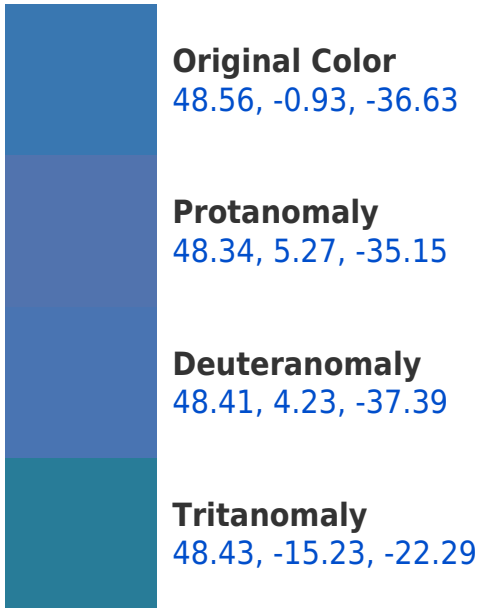 Original Color
48.56, -0.93, -36.63
Protanomaly
48.34, 5.27, -35.15
Deuteranomaly
48.41, 4.23, -37.39
Tritanomaly
48.43, -15.23, -22.29